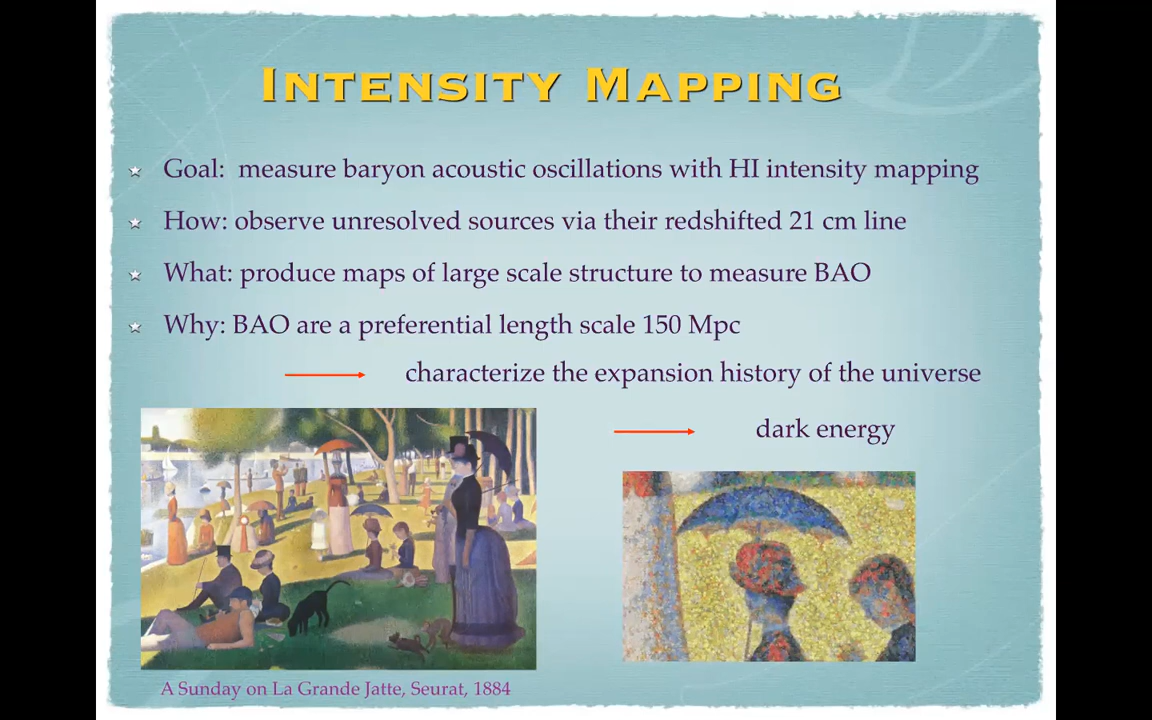 INTENSITY MAPPING
Goal: measure baryon acoustic oscillations with HI intensity mapping
How: observe unresolved sources via their redshifted 21 cm line
What: produce maps of large scale structure to measure BAO
Why: BAO are a preferential length scale 150 Mpc
characterize the expansion history of the universe
dark energy
A Sunday on La Grande Jatte, Seurat, 1884